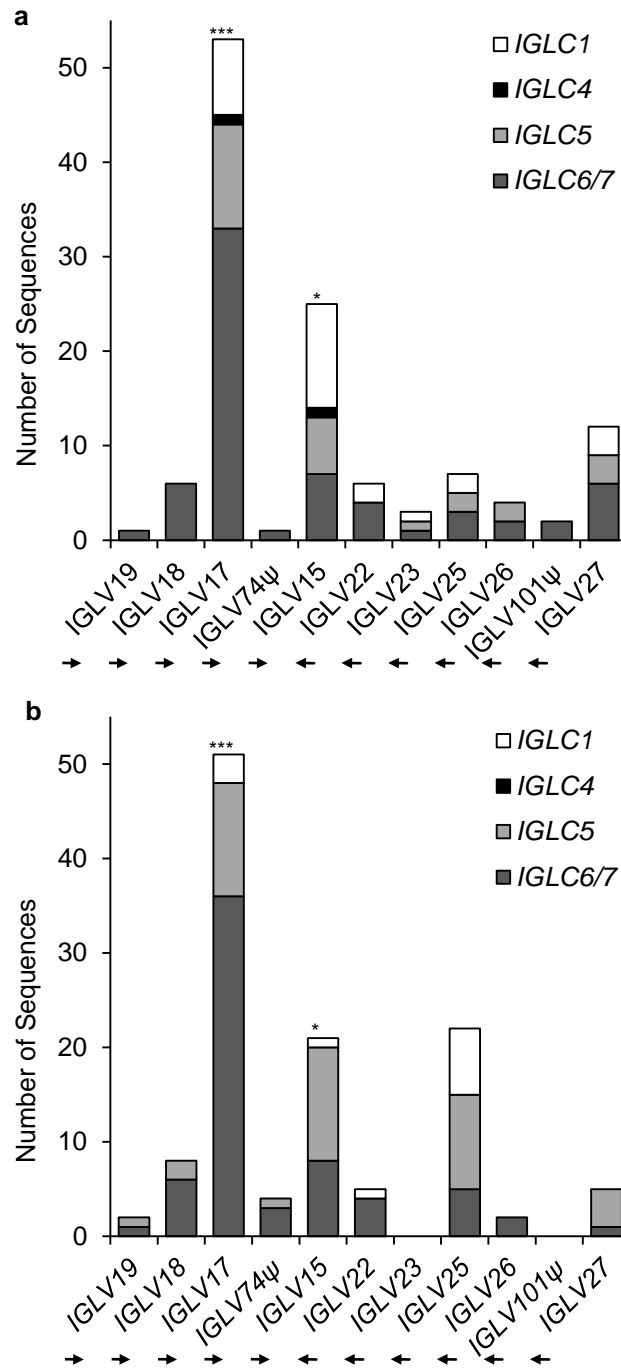 a
***
*
IGLC1
IGLC4
IGLC5
IGLC6/7
Number of Sequences
50
40
30
20
10
0
IGLV19
IGLV18
IGLV17
IGLV74ψ
IGLV15
IGLV22
IGLV23
IGLV25
IGLV26
IGLV101ψ
IGLV27
b
***
*
IGLC1
IGLC4
IGLC5
IGLC6/7
Number of Sequences
50
40
30
20
10
0
IGLV19
IGLV18
IGLV17
IGLV74ψ
IGLV15
IGLV22
IGLV23
IGLV25
IGLV26
IGLV101ψ
IGLV27